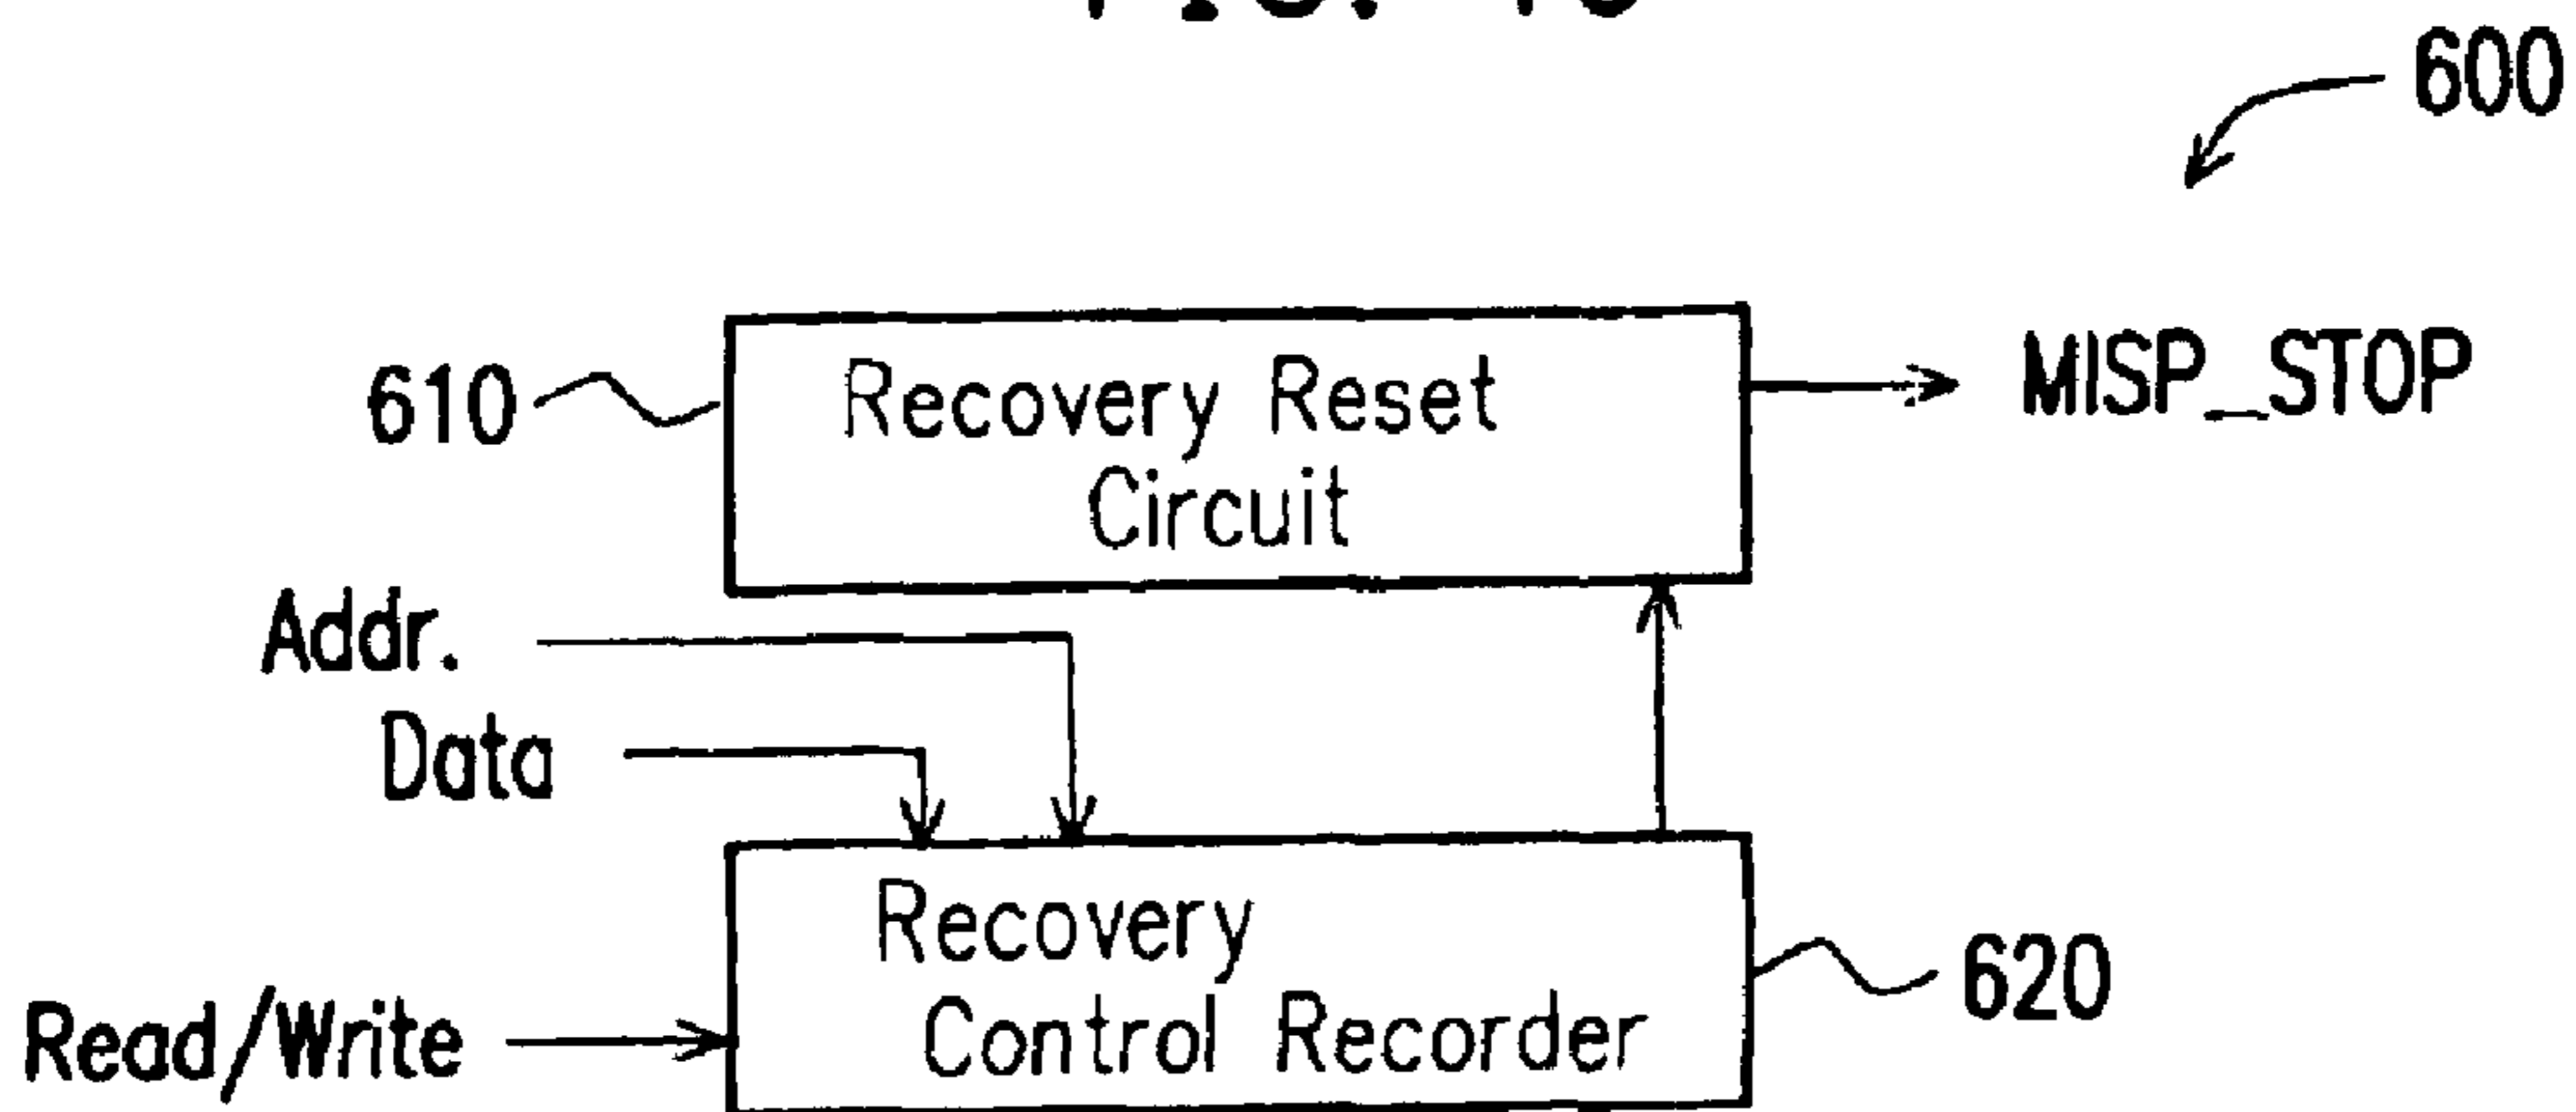 600
610
Recovery Reset
Circuit
MISP_STOP
Addr.
Data
Recovery
Control Recorder
620
Read/Write